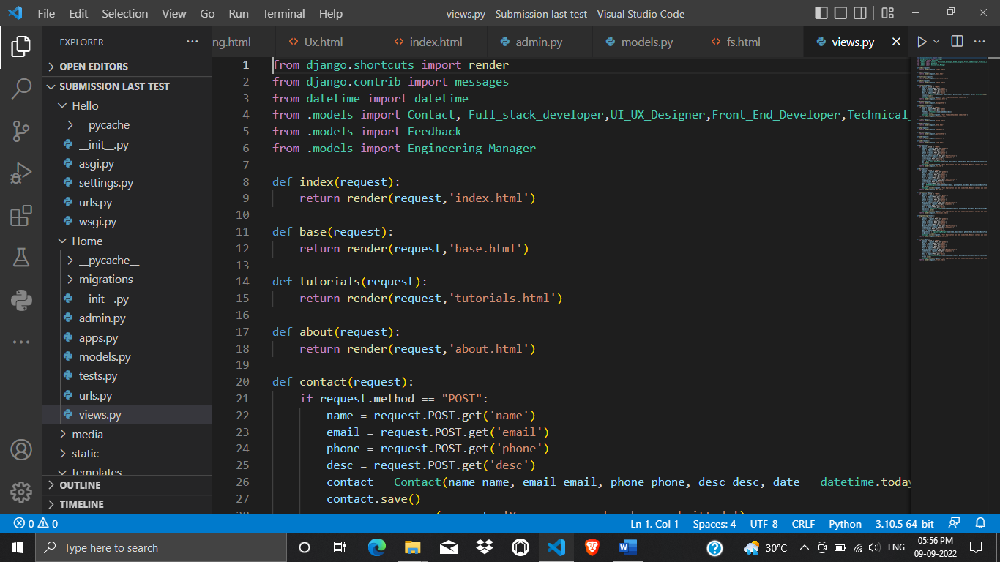 File Edit Selection View Go Run Terminal Help
views.py - Submission last test - Visual Studio Code
EXPLORER
ng.html
Ux.html
index.html
admin.py
models.py
fs.html
views.py
OPEN EDITORS
SUBMISSION LAST TEST
Hello
__pycache__
__init__.py
asgi.py
settings.py
urls.py
wsgi.py
Home
__pycache__
migrations
__init__.py
admin.py
apps.py
models.py
tests.py
urls.py
views.py
media
static
templates
OUTLINE
TIMELINE
1 from django.shortcuts import render
2 from django.contrib import messages
3 from datetime import datetime
4 from .models import Contact, Full_stack_developer,UI_UX_Designer,Front_End_Developer,Technical_
5 from .models import Feedback
6 from .models import Engineering_Manager
7
8 def index(request):
9     return render(request,'index.html')
10
11 def base(request):
12     return render(request,'base.html')
13
14 def tutorials(request):
15     return render(request,'tutorials.html')
16
17 def about(request):
18     return render(request,'about.html')
19
20 def contact(request):
21     if request.method == "POST":
22         name = request.POST.get('name')
23         email = request.POST.get('email')
24         phone = request.POST.get('phone')
25         desc = request.POST.get('desc')
26         contact = Contact(name=name, email=email, phone=phone, desc=desc, date = datetime.today
27         contact.save()
0 0
Ln 1, Col 1 Spaces: 4 UTF-8 CRLF Python 3.10.5 64-bit
Type here to search
30°C
ENG
05:56 PM
09-09-2022